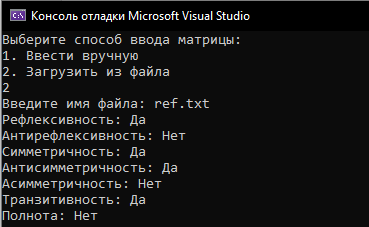 Консоль отладки Microsoft Visual Studio
Выберите способ ввода матрицы:
1. Ввести вручную
2. Загрузить из файла
2
Введите имя файла: ref.txt
Рефлексивность: Да
Антирефлексивность: Нет
Симметричность: Да
Антисимметричность: Да
Асимметричность: Нет
Транзитивность: Да
Полнота: Нет